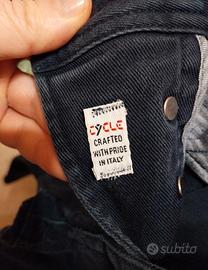 CYCLE
CRAFTED
WITH PRIDE
IN ITALY
subito